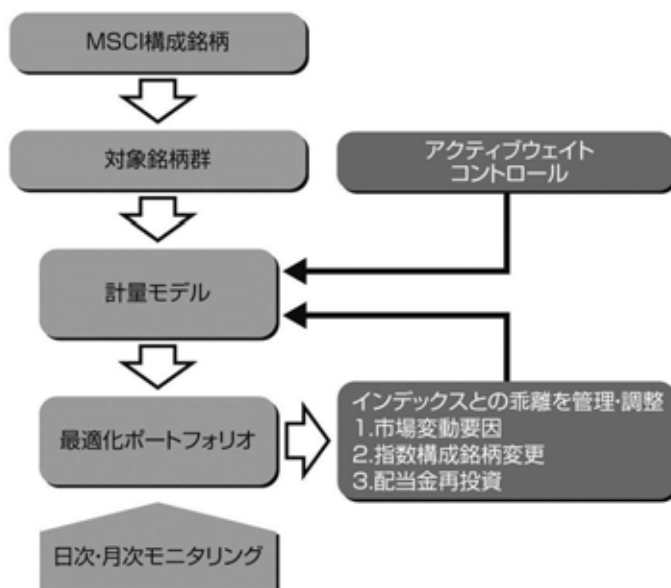 MSCI構成銘柄
対象銘柄群
アクティブウェイト
コントロール
計量モデル
最適化ポートフォリオ
インデックスとの乖離を管理・調整
1.市場変動要因
2.指数構成銘柄変更
3.配当金再投資
日次・月次モニタリング